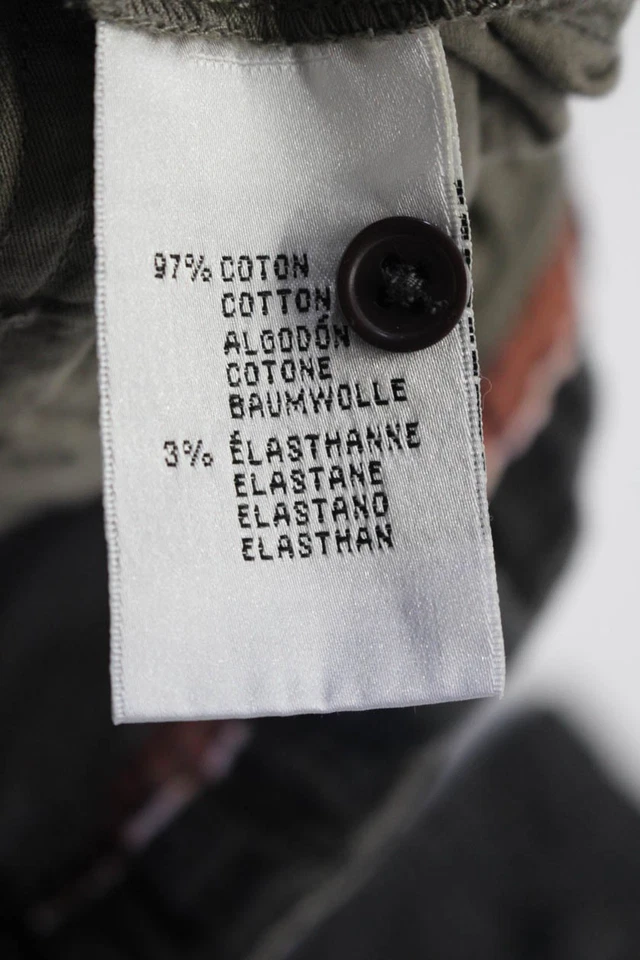 97% COTON
COTTON
ALGODÓN
COTONE
BAUMWOLLE
3% ÉLASTHANNE
ELASTANE
ELASTANO
ELASTHAN